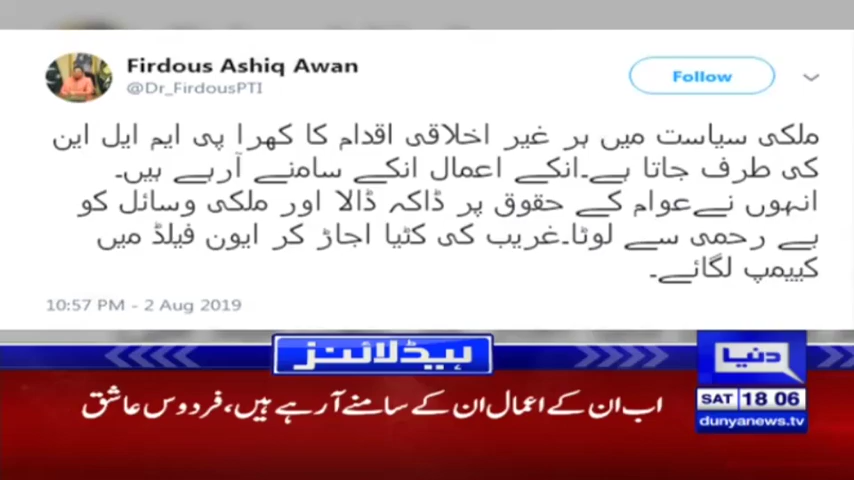 Firdous Ashiq Awan
@Dr_FirdousPTI
Follow
ملکی سیاست میں ہر غیر اخلاقی اقدام کا کھرا پی ایم ایل این
کی طرف جاتا ہے۔انکے اعمال انکے سامنے آرہے ہیں۔
انہوں نےعوام کے حقوق پر ڈاکہ ڈالا اور ملکی وسائل کو
بے رحمی سے لوٹا۔غریب کی کٹیا اجاڑ کر ایون فیلڈ میں
کییمپ لگائے۔
10:57 PM - 2 Aug 2019
ہیڈلائنز
دنیا
SAT 18 06
dunyanews.tv
اب ان کے اعمال ان کے سامنے آ رہے ہیں، فردوس عاشق